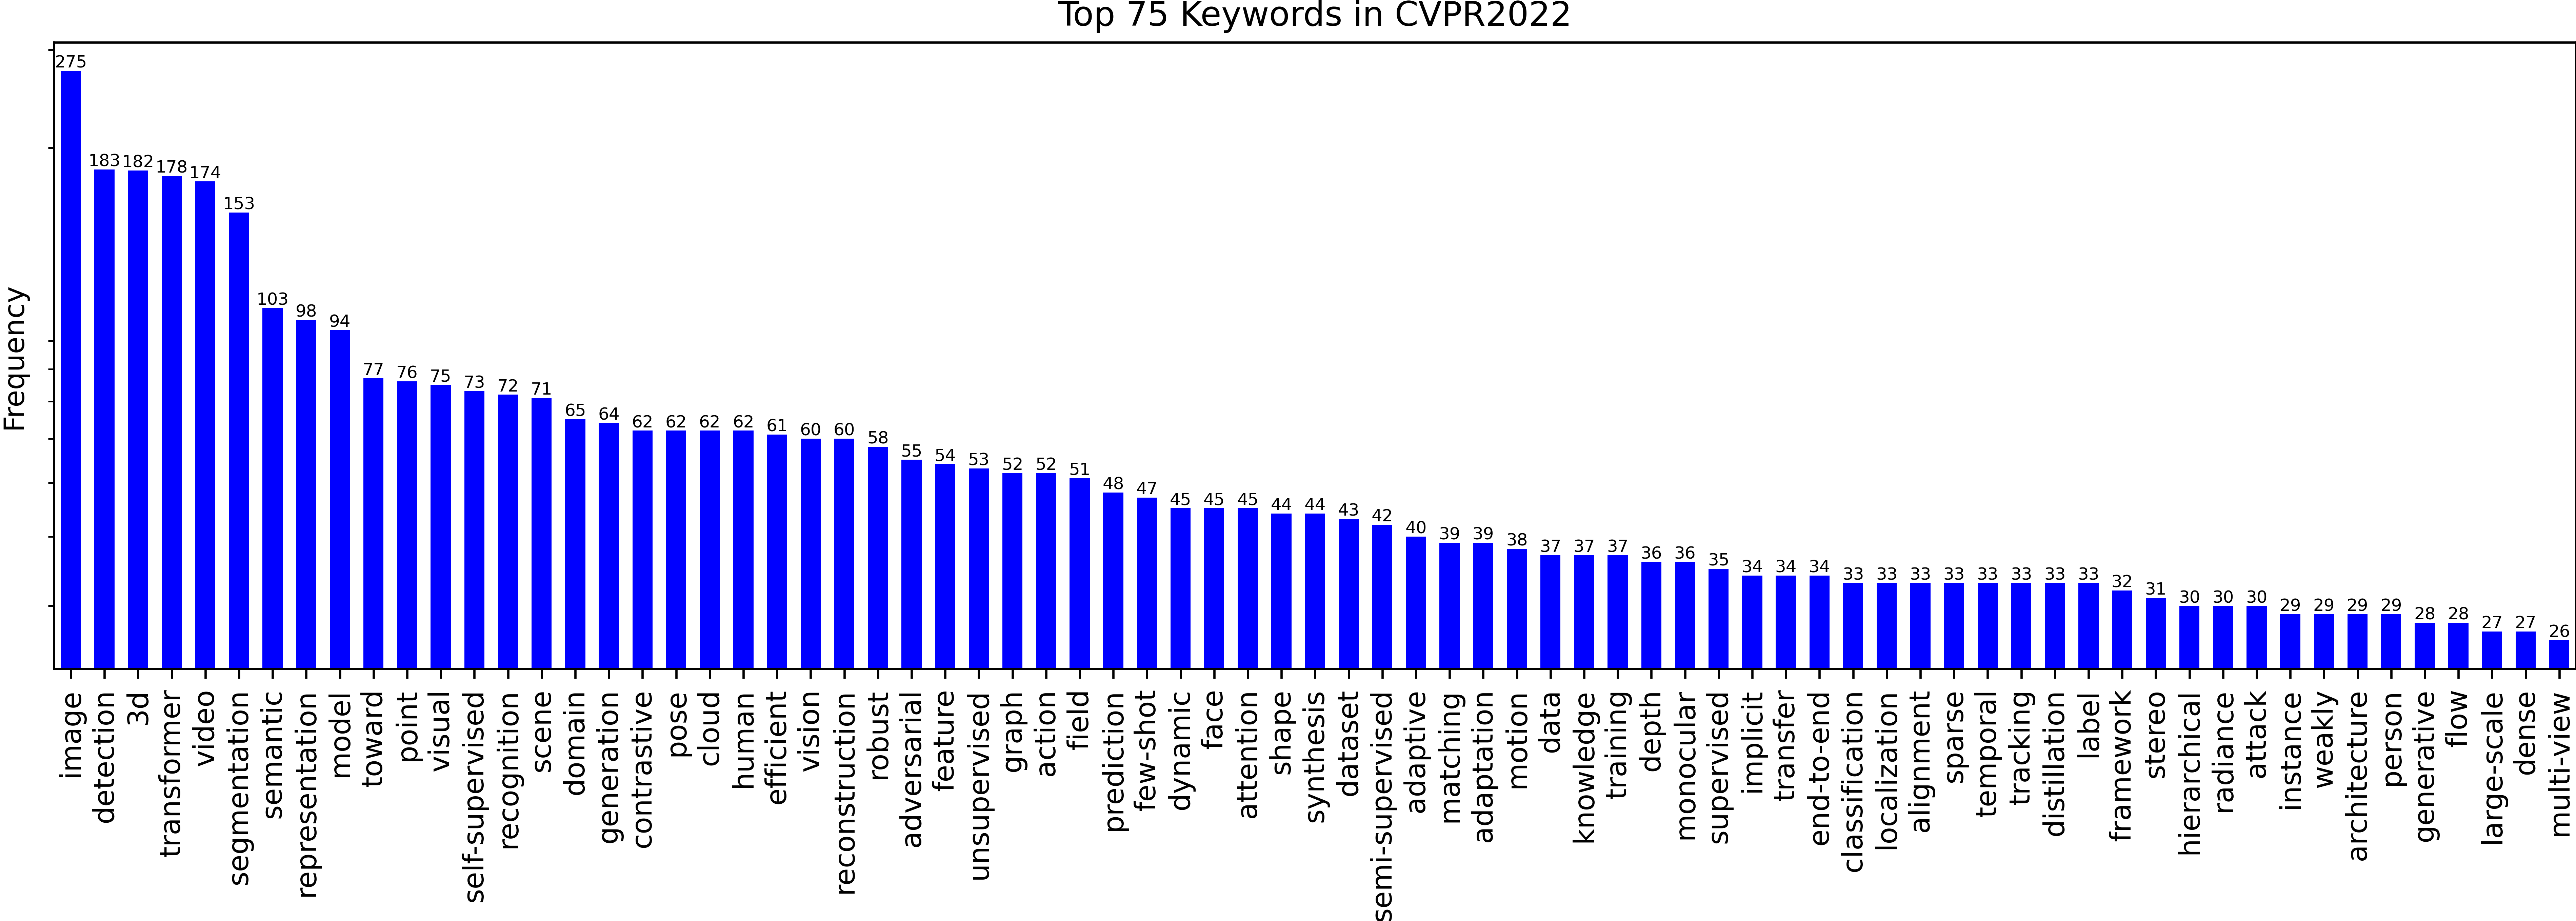 Top 75 Keywords in CVPR2022
Frequency
275 183 182 178 174 153 103 98 94 77 76 75 73 72 71 65 64 62 62 62 62 61 60 60 58 55 54 53 52 52 51 48 47 45 45 45 44 44 43 42 40 39 39 38 37 37 37 36 36 35 34 34 34 33 33 33 33 33 33 33 33 32 31 30 30 30 29 29 29 29 28 28 27 27 26
image
detection
3d
transformer
video
segmentation
semantic
representation
model
toward
point
visual
self-supervised
recognition
scene
domain
generation
contrastive
pose
cloud
human
efficient
vision
reconstruction
robust
adversarial
feature
unsupervised
graph
action
field
prediction
few-shot
dynamic
face
attention
shape
synthesis
dataset
semi-supervised
adaptive
matching
adaptation
motion
data
knowledge
training
depth
monocular
supervised
implicit
transfer
end-to-end
classification
localization
alignment
sparse
temporal
tracking
distillation
label
framework
stereo
hierarchical
radiance
attack
instance
weakly
architecture
person
generative
flow
large-scale
dense
multi-view